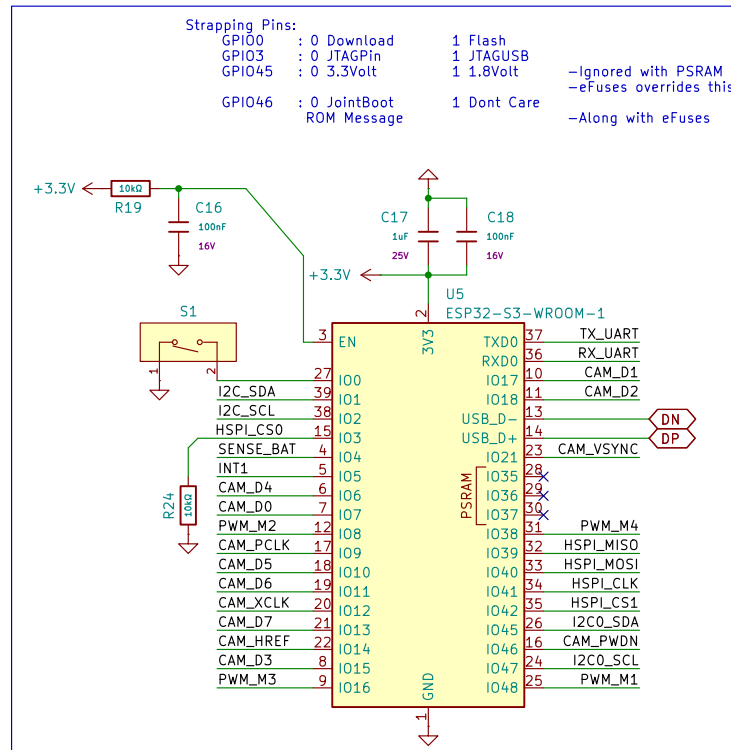 Strapping Pins:
GPIO0 : 0 Download 1 Flash
GPIO3 : 0 JTAGPin 1 JTAGUSB
GPIO45 : 0 3.3Volt 1 1.8Volt -Ignored with PSRAM
-eFuses overrides this
GPIO46 : 0 JointBoot 1 Dont Care
ROM Message -Along with eFuses
+3.3V
10kΩ
R19
C16
100nF
16V
C17
1uF
25V
C18
100nF
16V
+3.3V
U5
ESP32-S3-WROOM-1
S1
1
2
2
3V3
3 EN
27 IO0
I2C_SDA 39 IO1
I2C_SCL 38 IO2
HSPI_CS0 15 IO3
SENSE_BAT 4 IO4
INT1 5 IO5
CAM_D4 6 IO6
CAM_D0 7 IO7
PWM_M2 12 IO8
CAM_PCLK 17 IO9
CAM_D5 18 IO10
CAM_D6 19 IO11
CAM_XCLK 20 IO12
CAM_D7 21 IO13
CAM_HREF 22 IO14
CAM_D3 8 IO15
PWM_M3 9 IO16
R24
10kΩ
TXD0 37 TX_UART
RXD0 36 RX_UART
IO17 10 CAM_D1
IO18 11 CAM_D2
USB_D- 13 DN
USB_D+ 14 DP
IO21 23 CAM_VSYNC
PSRAM
IO35 28
IO36 29
IO37 30
IO38 31 PWM_M4
IO39 32 HSPI_MISO
IO40 33 HSPI_MOSI
IO41 34 HSPI_CLK
IO42 35 HSPI_CS1
IO45 26 I2C0_SDA
IO46 16 CAM_PWDN
IO47 24 I2C0_SCL
IO48 25 PWM_M1
GND
1